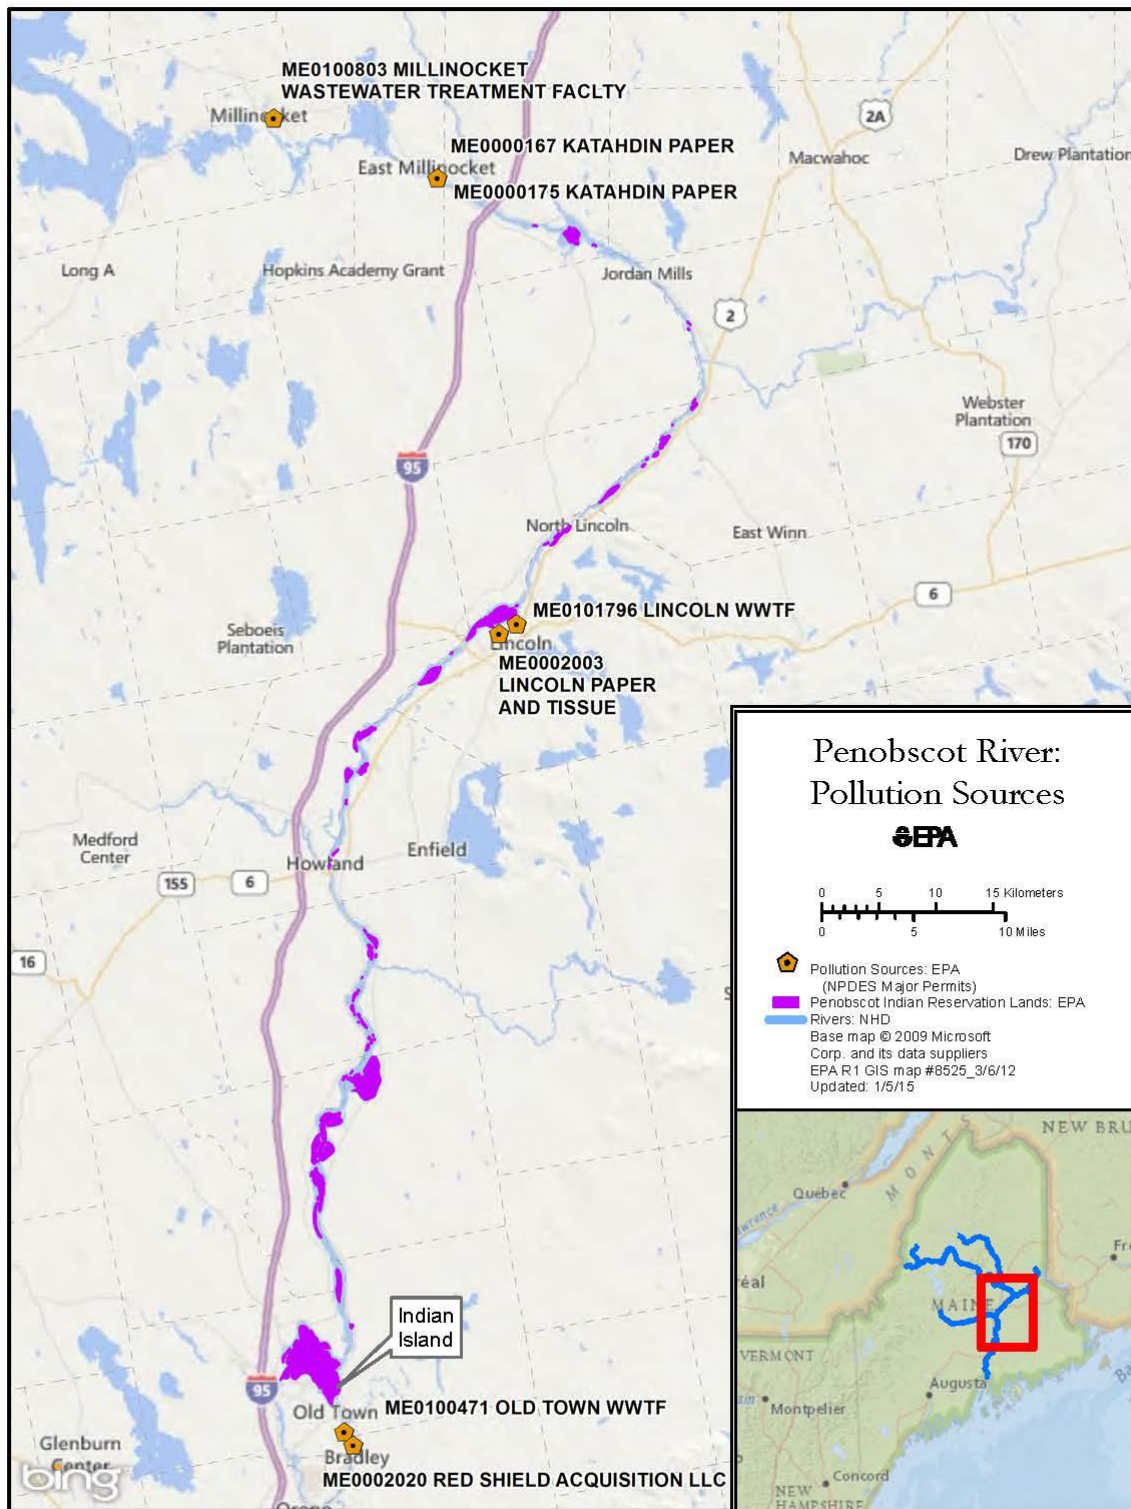 ME0100803 MILLINOCKET
WASTEWATER TREATMENT FACLTY
Millinocket
2A
ME0000167 KATAHDIN PAPER
Macwahoc
Drew Plantation
East Millinocket
ME0000175 KATAHDIN PAPER
Long A
Hopkins Academy Grant
Jordan Mills
2
Webster
Plantation
170
95
North Lincoln
East Winn
6
ME0101796 LINCOLN WWTF
Seboeis
Plantation
Lincoln
ME0002003
LINCOLN PAPER
AND TISSUE
Penobscot River:
Pollution Sources
EPA
Medford
Center
Howland
Enfield
155
6
0 5 10 15 Kilometers
0 5 10 Miles
16
Pollution Sources: EPA
(NPDES Major Permits)
Penobscot Indian Reservation Lands: EPA
Rivers: NHD
Base map © 2009 Microsoft
Corp. and its data suppliers
EPA R1 GIS map #8525_3/6/12
Updated: 1/5/15
NEW BRU
MONTS
Québec
wrence
Fre
éal
MAINE
VERMONT
Augusta
Montpelier
Concord
NEW
HAMPSHIRE
Ba
Indian
Island
95
Old Town
ME0100471 OLD TOWN WWTF
Glenburn
Center
Bradley
bing
ME0002020 RED SHIELD ACQUISITION LLC
Orono